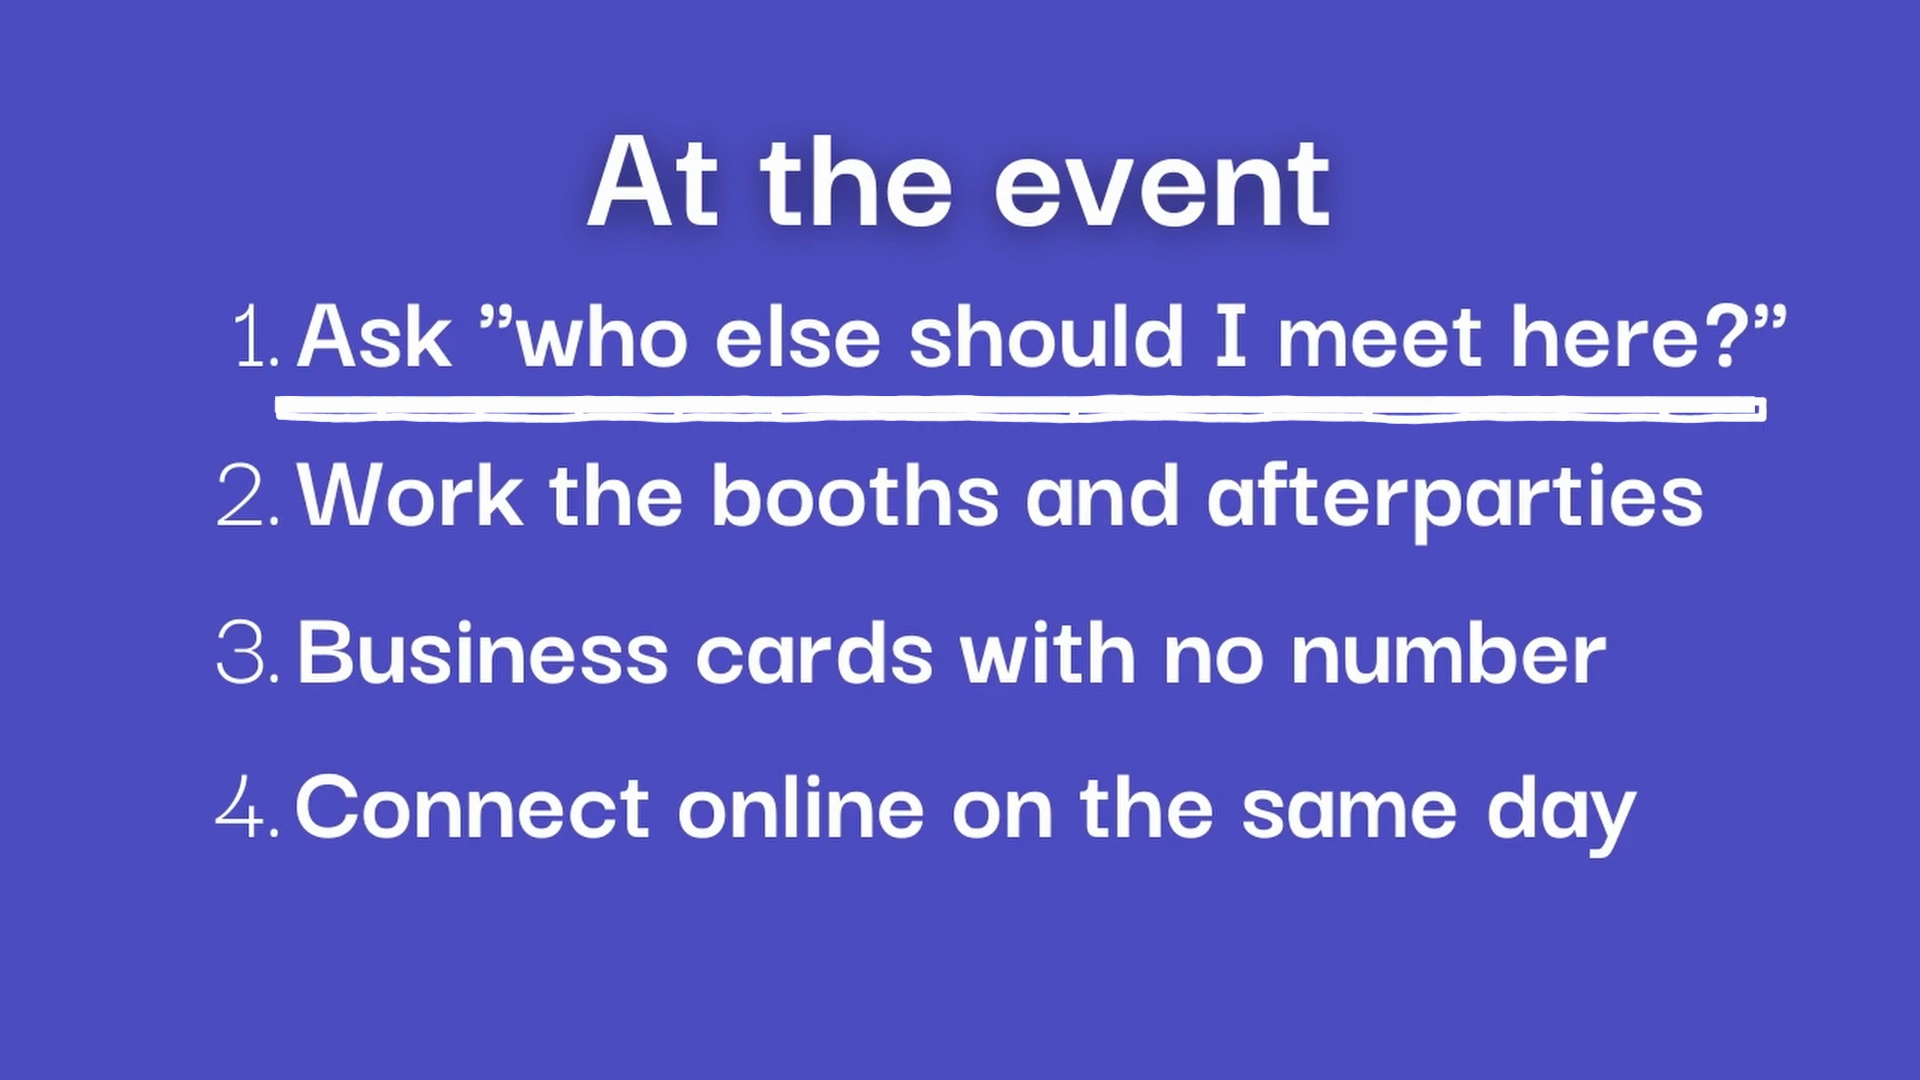 At the event
1. Ask ”who else should I meet here?”
2. Work the booths and afterparties
3. Business cards with no number
4. Connect online on the same day